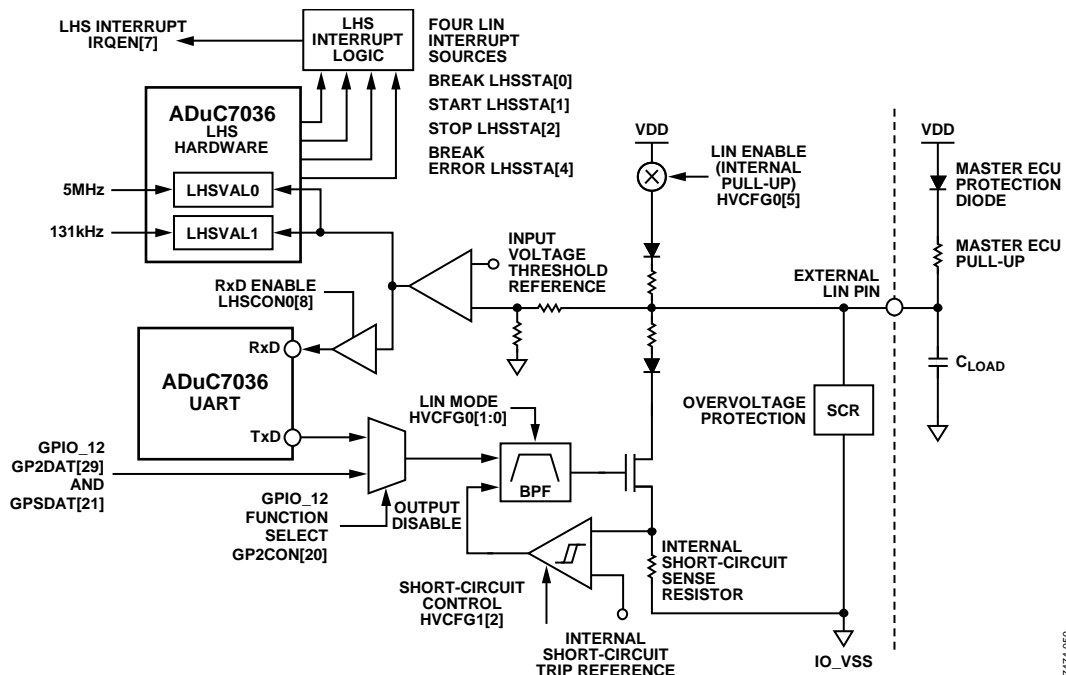 LHS INTERRUPT
IRQEN[7]
LHS
INTERRUPT
LOGIC
FOUR LIN
INTERRUPT
SOURCES
BREAK LHSSTA[0]
START LHSSTA[1]
STOP LHSSTA[2]
BREAK
ERROR LHSSTA[4]
ADuC7036
LHS
HARDWARE
5MHz
LHSVAL0
131kHz
LHSVAL1
VDD
LIN ENABLE
(INTERNAL
PULL-UP)
HVCFG0[5]
VDD
MASTER ECU
PROTECTION
DIODE
MASTER ECU
PULL-UP
INPUT
VOLTAGE
THRESHOLD
REFERENCE
EXTERNAL
LIN PIN
RxD ENABLE
LHSCON0[8]
RxD
ADuC7036
UART
TxD
CLOAD
OVERVOLTAGE
PROTECTION
SCR
LIN MODE
HVCFG0[1:0]
BPF
GPIO_12
GP2DAT[29]
AND
GPSDAT[21]
GPIO_12
FUNCTION
SELECT
GP2CON[20]
OUTPUT
DISABLE
SHORT-CIRCUIT
CONTROL
HVCFG1[2]
INTERNAL
SHORT-CIRCUIT
SENSE
RESISTOR
INTERNAL
SHORT-CIRCUIT
TRIP REFERENCE
IO_VSS